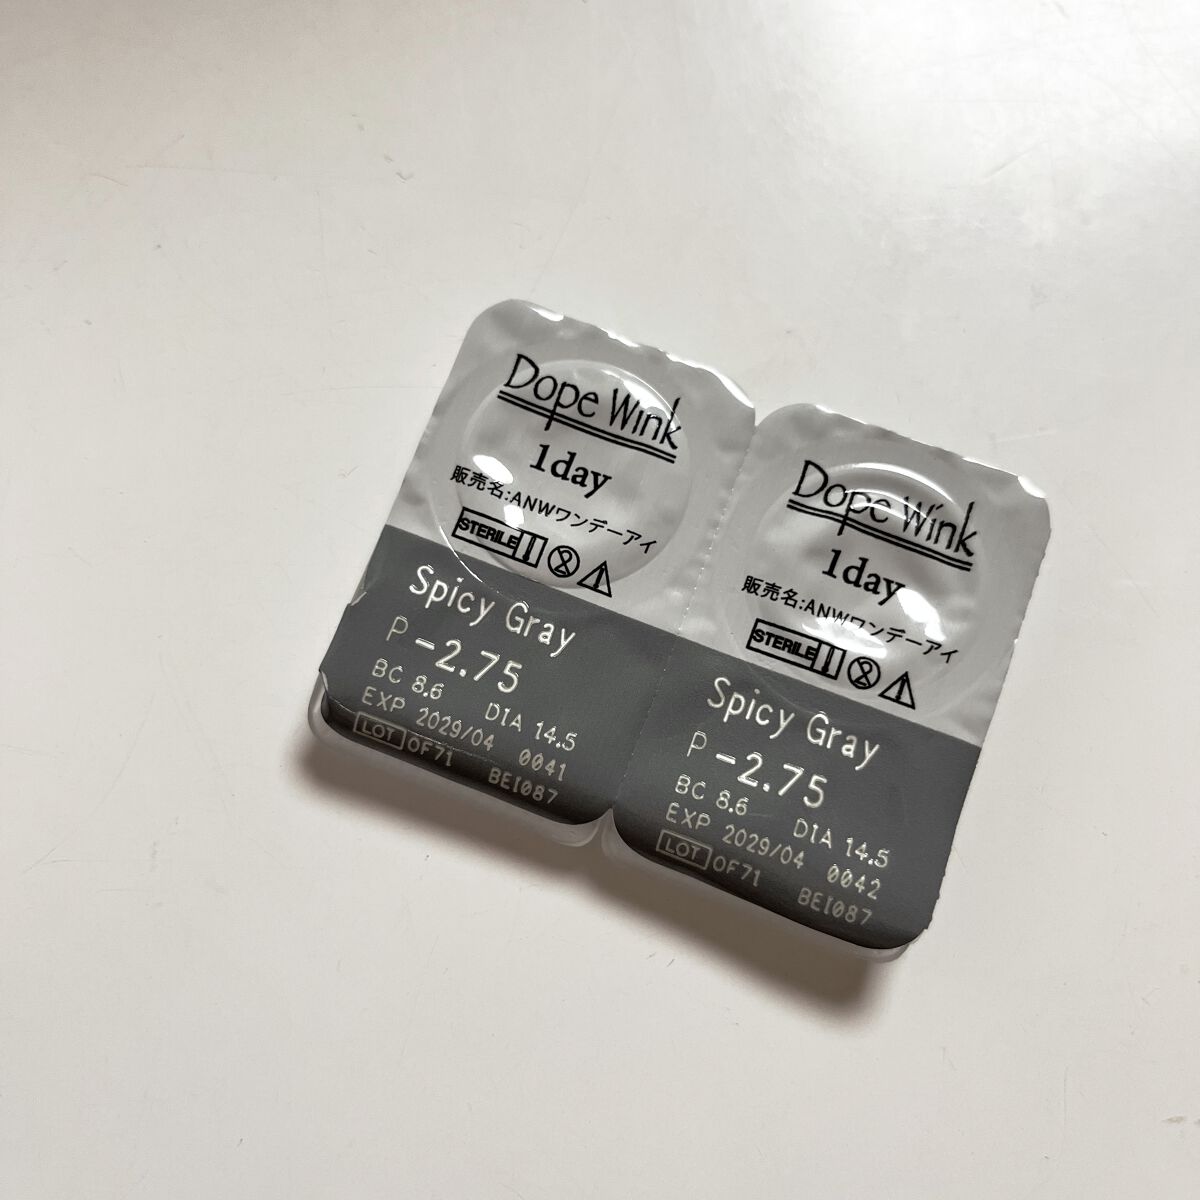 Dope Wink
1day
販売名:ANWワンデーアイ
STERILE
Spicy Gray
P -2.75
BC 8.6 DIA 14.5
EXP 2029/04 0041
LOT OF71 BEI087
Dope Wink
1day
販売名:ANWワンデーアイ
STERILE
Spicy Gray
P -2.75
BC 8.6 DIA 14.5
EXP 2029/04 0042
LOT OF71 BEI087